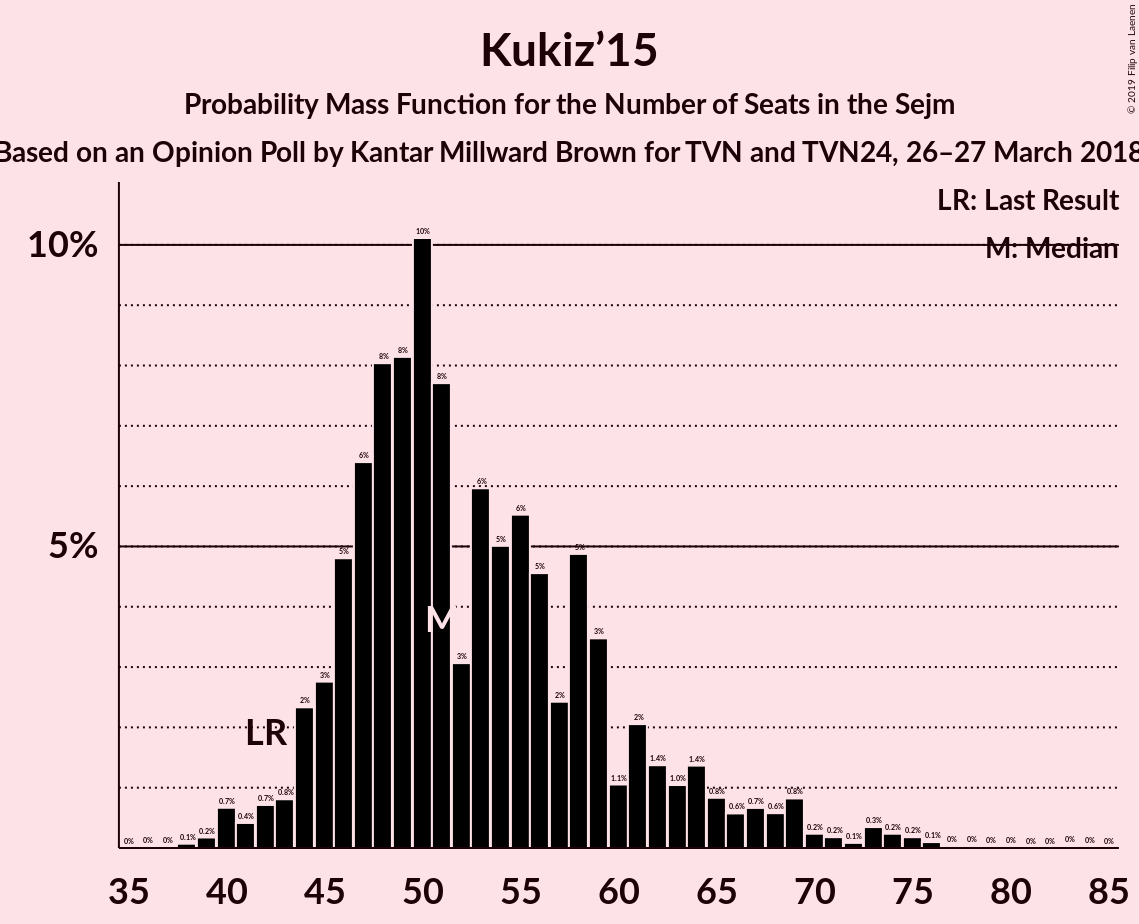 Kukiz’15
Probability Mass Function for the Number of Seats in the Sejm
Based on an Opinion Poll by Kantar Millward Brown for TVN and TVN24, 26–27 March 2018
© 2019 Filip van Laenen
LR: Last Result
M: Median
10%
5%
LR
M
0% 0% 0% 0.1% 0.2% 0.7% 0.4% 0.7% 0.8% 2% 3% 5% 6% 8% 8% 10% 8% 3% 6% 5% 6% 5% 2% 5% 3% 1.1% 2% 1.4% 1.0% 1.4% 0.8% 0.6% 0.7% 0.6% 0.8% 0.2% 0.2% 0.1% 0.3% 0.2% 0.2% 0.1% 0% 0% 0% 0% 0% 0% 0% 0% 0%
35 40 45 50 55 60 65 70 75 80 85